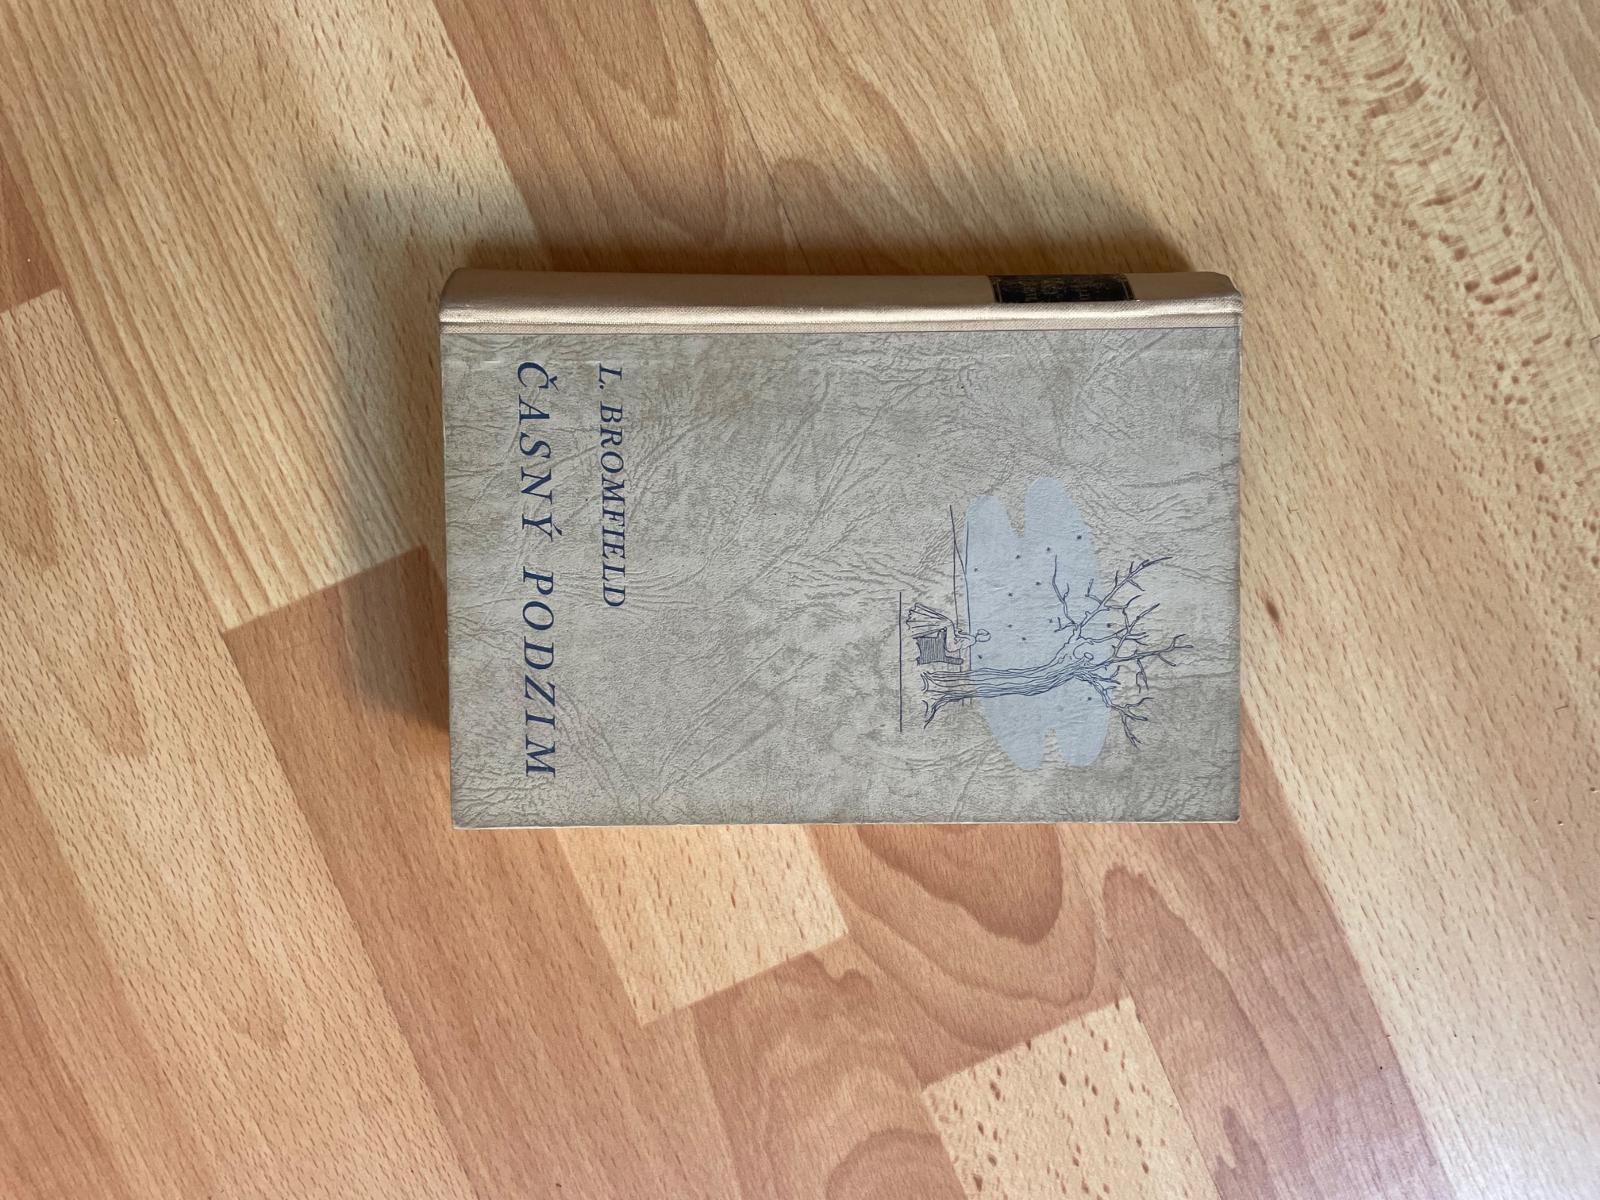 L. BROMFIELD
ČASNÝ PODZIM